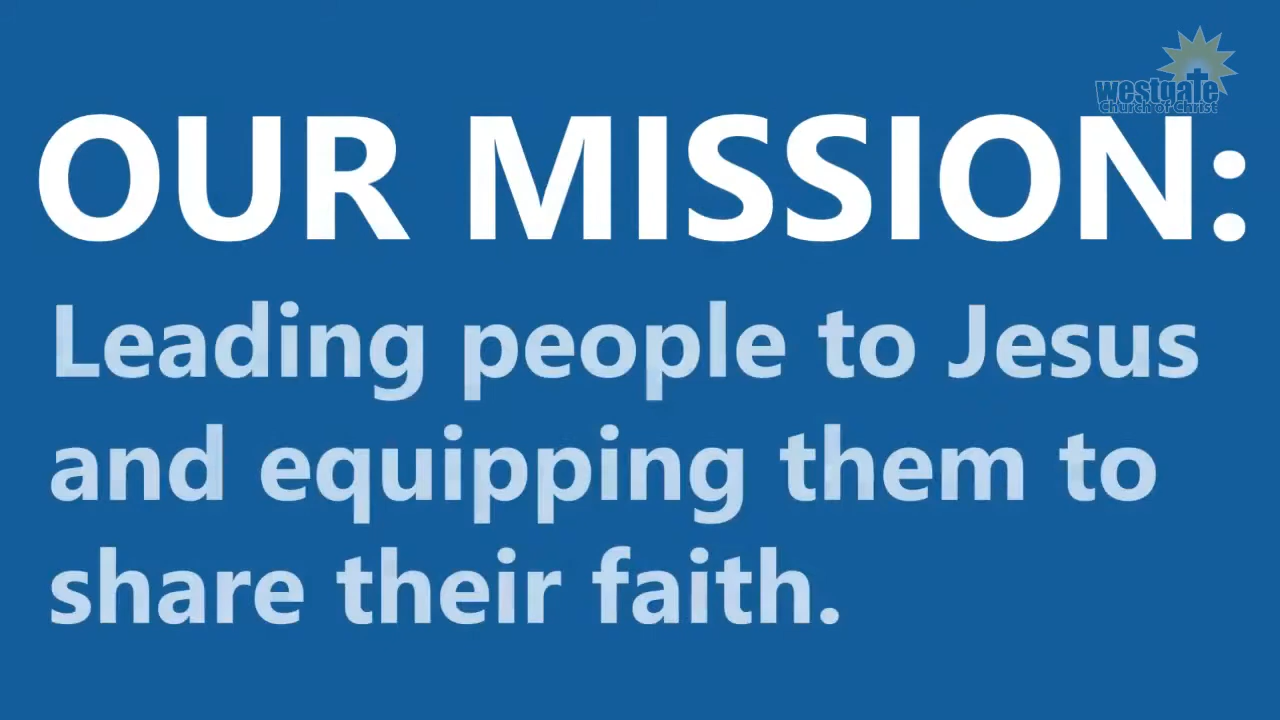 westgate
Church of Christ
OUR MISSION:
Leading people to Jesus
and equipping them to
share their faith.